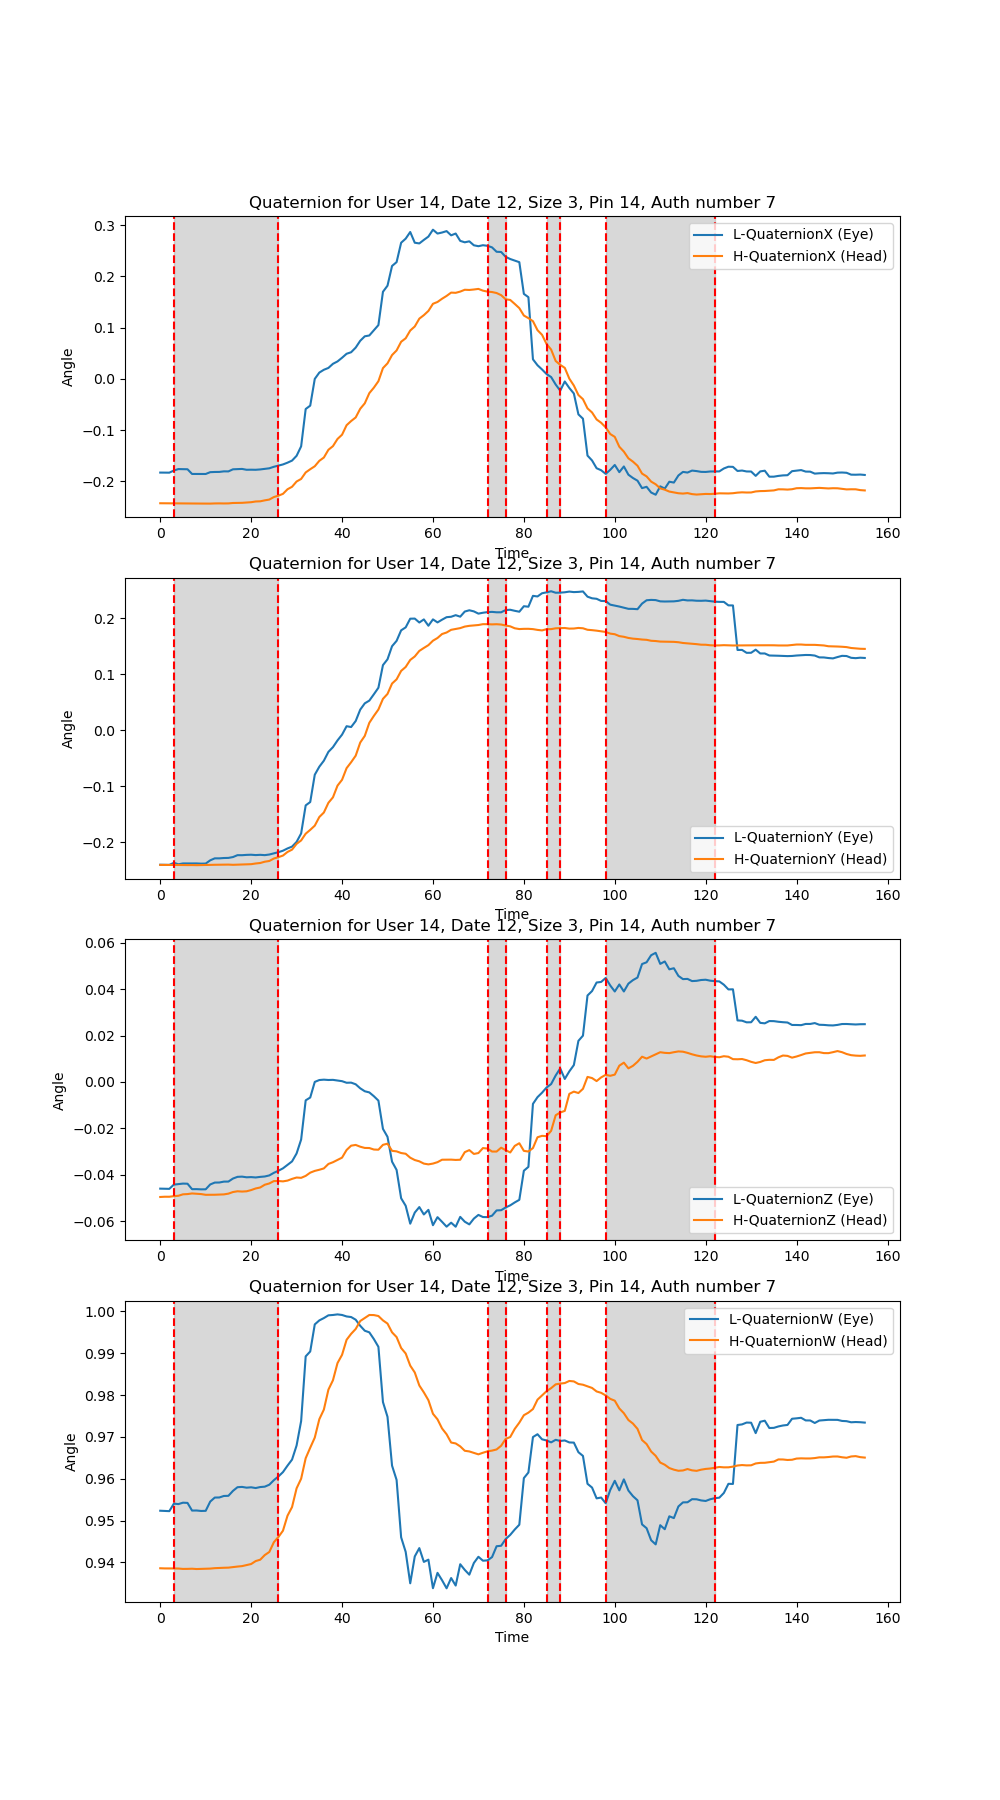 Quaternion for User 14, Date 12, Size 3, Pin 14, Auth number 7
L-QuaternionX (Eye)
H-QuaternionX (Head)
0.3
0.2
0.1
0.0
−0.1
−0.2
Angle
0 20 40 60 80 100 120 140 160
Time
Quaternion for User 14, Date 12, Size 3, Pin 14, Auth number 7
0.2
0.1
0.0
−0.1
−0.2
Angle
L-QuaternionY (Eye)
H-QuaternionY (Head)
0 20 40 60 80 100 120 140 160
Time
Quaternion for User 14, Date 12, Size 3, Pin 14, Auth number 7
0.06
0.04
0.02
0.00
−0.02
−0.04
−0.06
Angle
L-QuaternionZ (Eye)
H-QuaternionZ (Head)
0 20 40 60 80 100 120 140 160
Time
Quaternion for User 14, Date 12, Size 3, Pin 14, Auth number 7
L-QuaternionW (Eye)
H-QuaternionW (Head)
1.00
0.99
0.98
0.97
0.96
0.95
0.94
Angle
0 20 40 60 80 100 120 140 160
Time